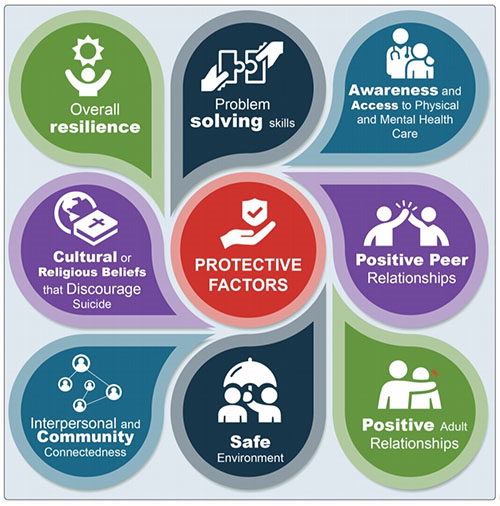 Overall
resilience
Problem
solving skills
Awareness and
Access to Physical
and Mental Health
Care
Cultural or
Religious Beliefs
that Discourage
Suicide
PROTECTIVE
FACTORS
Positive Peer
Relationships
Interpersonal and
Community
Connectedness
Safe
Environment
Positive Adult
Relationships